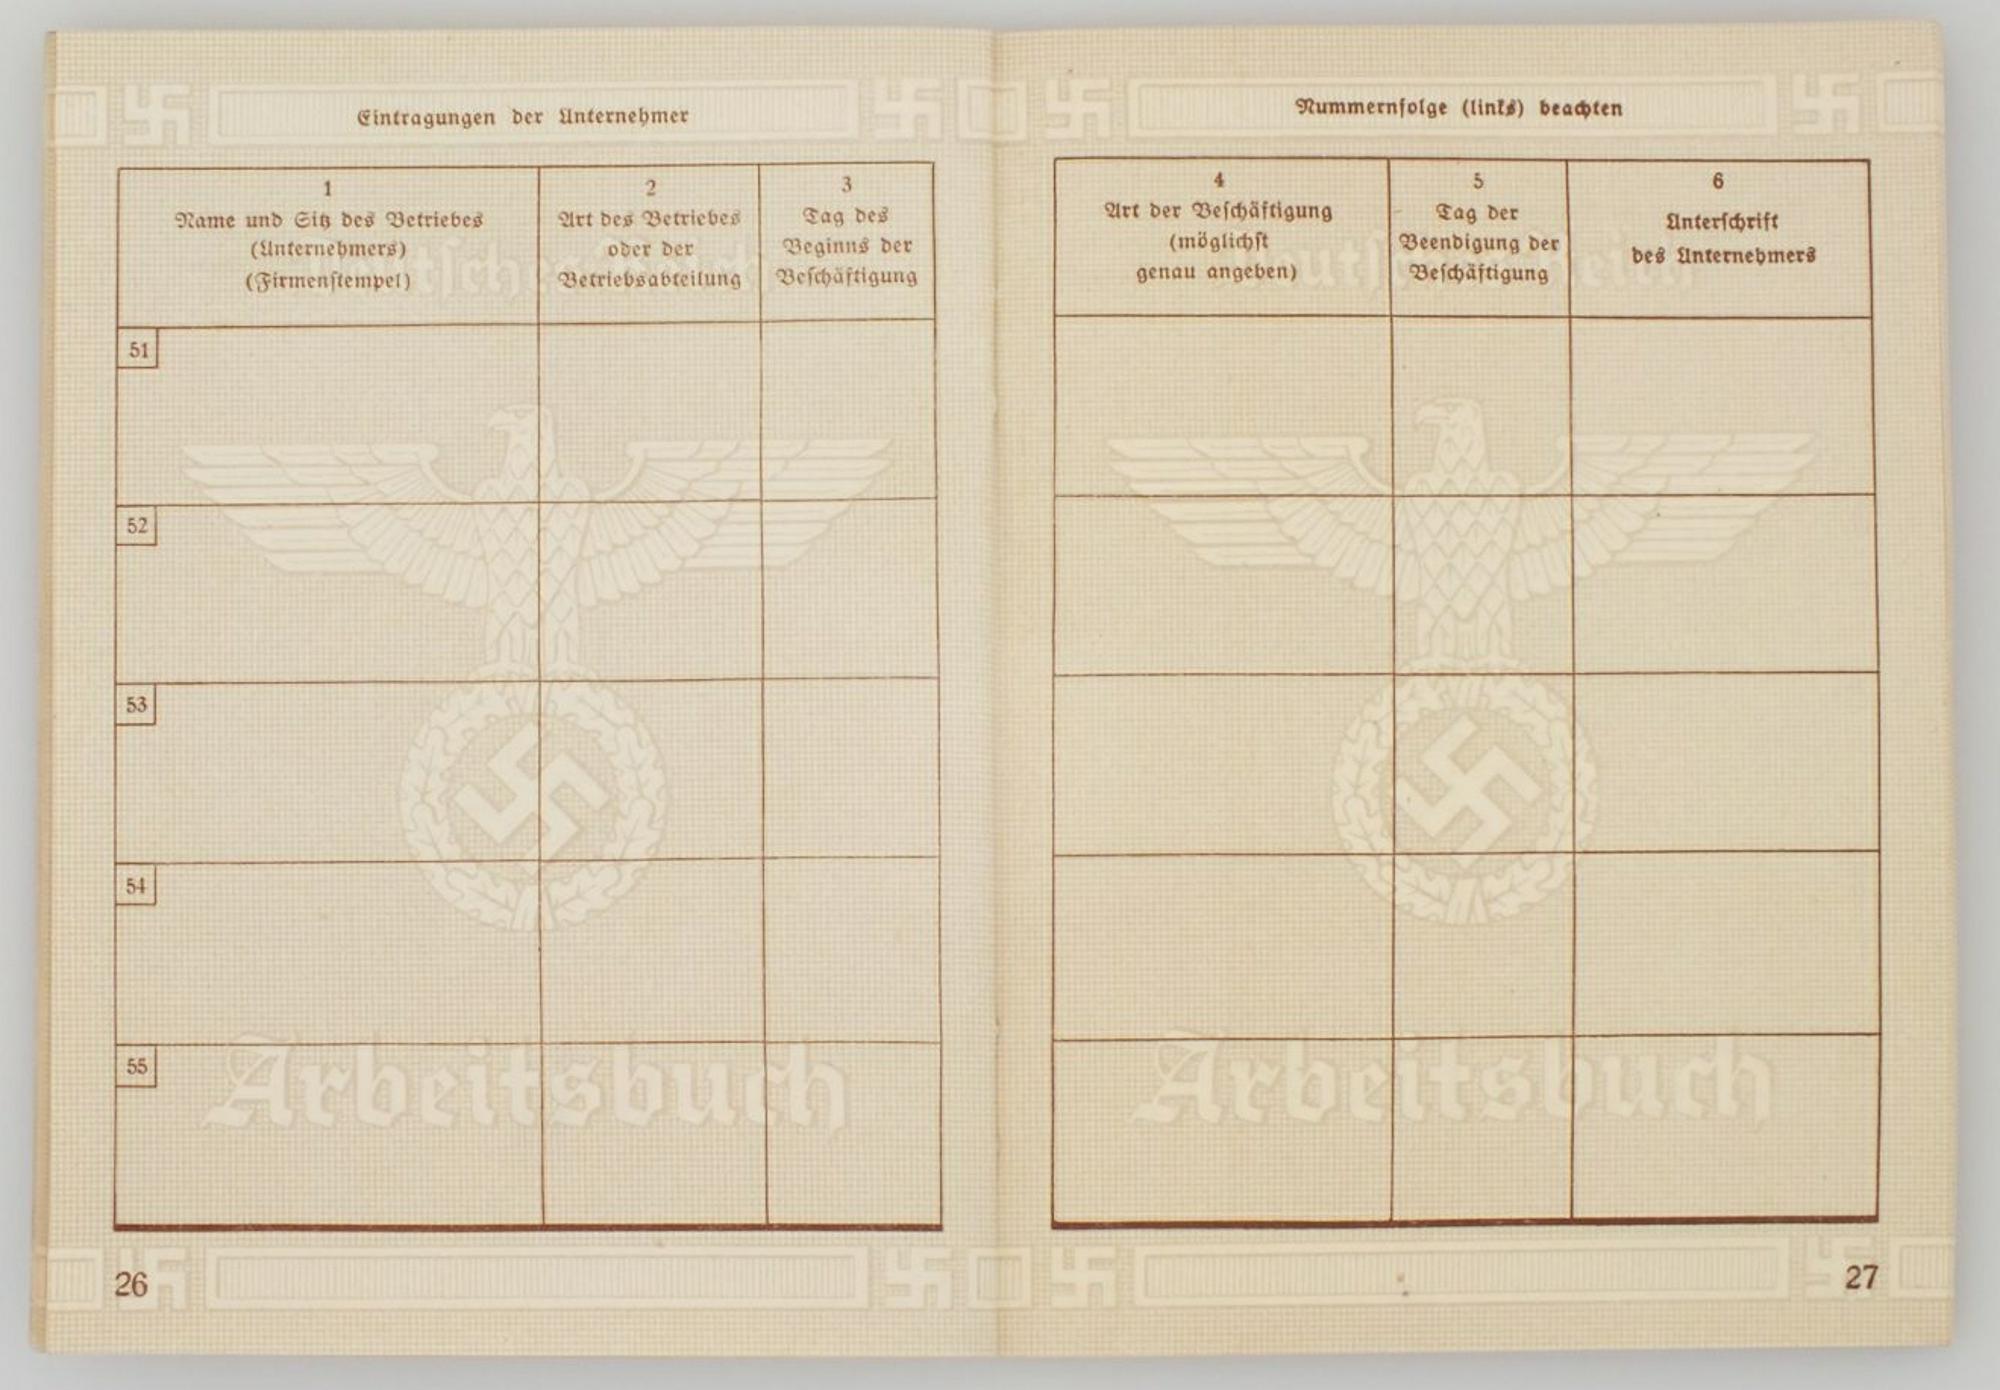 Eintragungen der Unternehmer
1
Name und Sitz des Betriebes
(Unternehmers)
(Firmenstempel)
2
Art des Betriebes
oder der
Betriebsabteilung
3
Tag des
Beginns der
Beschäftigung
51
52
53
54
55
Arbeitsbuch
26
Nummernfolge (links) beachten
4
Art der Beschäftigung
(möglichst
genau angeben)
5
Tag der
Beendigung der
Beschäftigung
6
Unterschrift
des Unternehmers
Arbeitsbuch
27